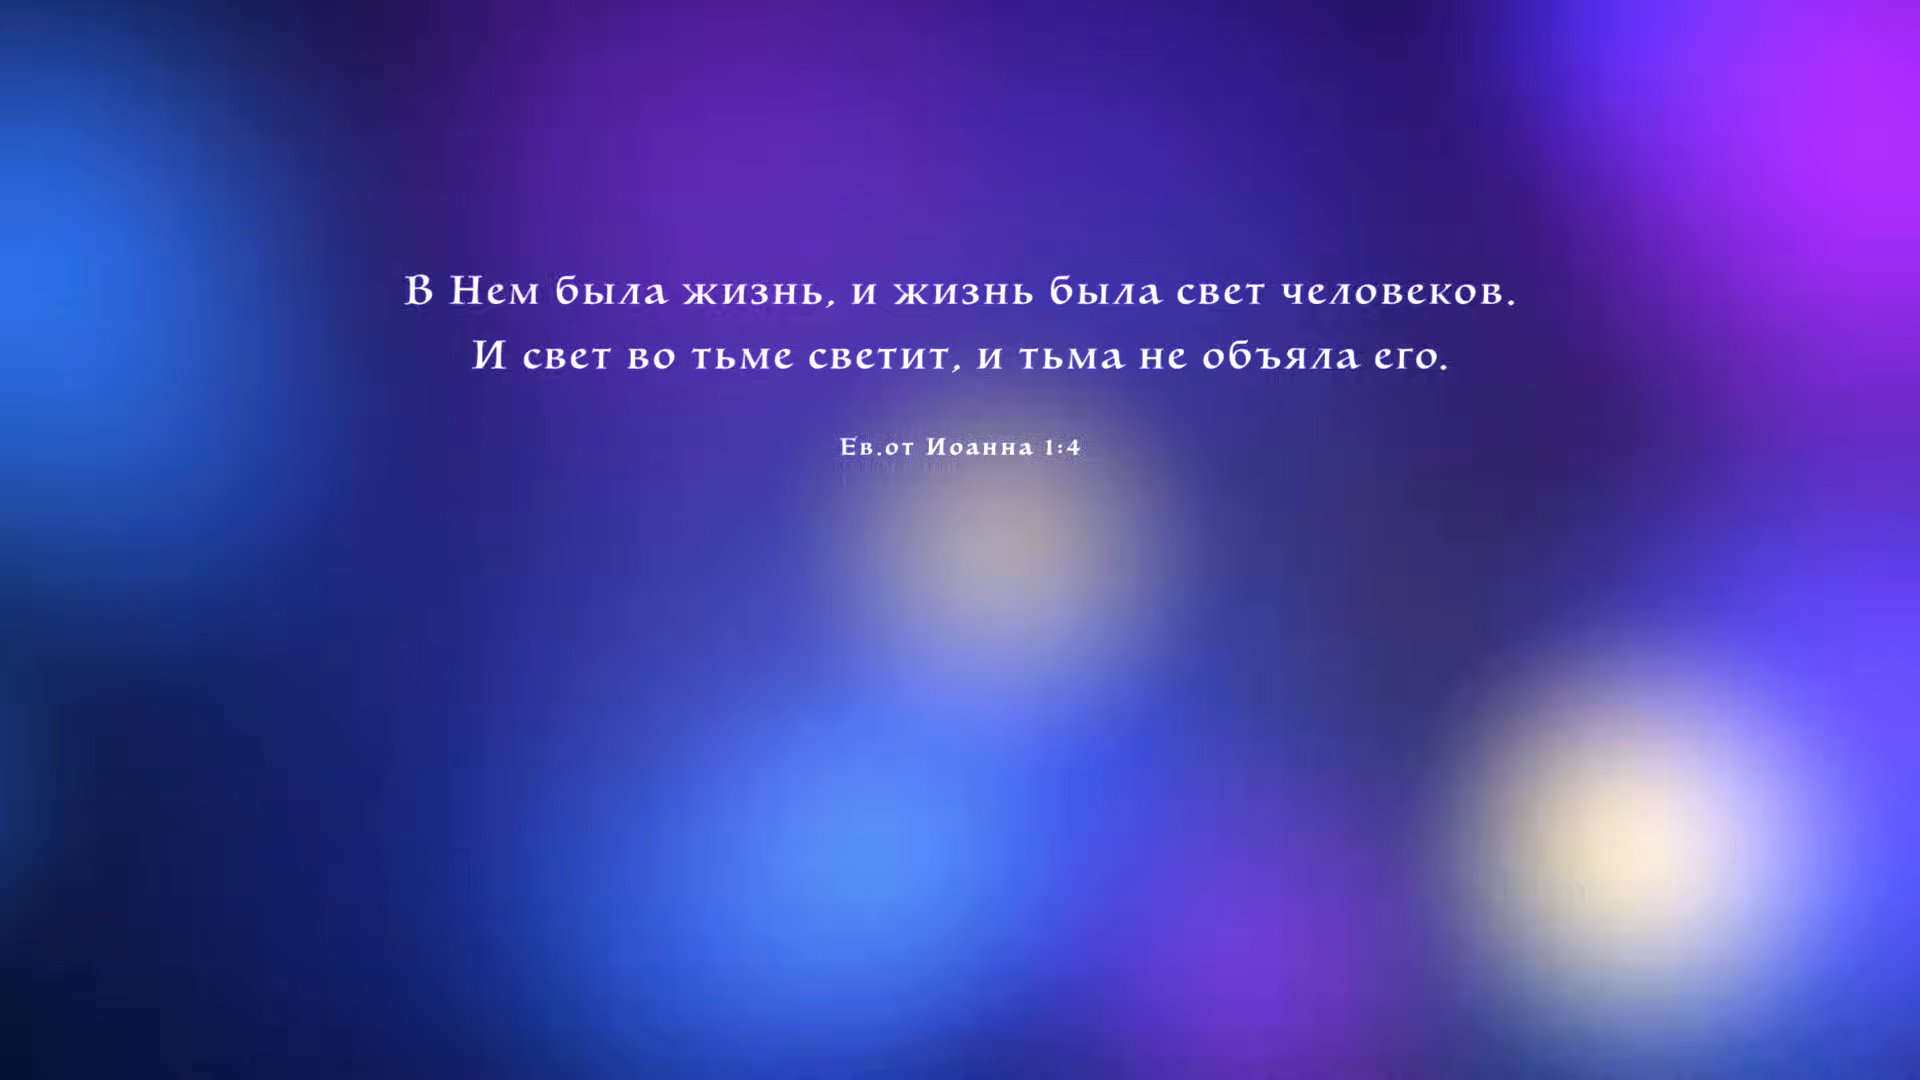 В Нем была жизнь, и жизнь была свет человеков.
И свет во тьме светит, и тьма не объяла его.
Ев.от Иоанна 1:4